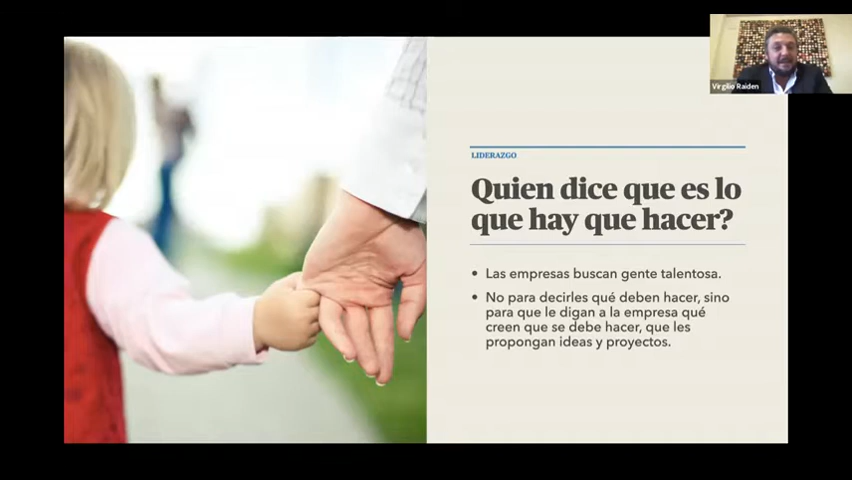 Virgilio Raiden
LIDERAZGO
Quien dice que es lo
que hay que hacer?
• Las empresas buscan gente talentosa.
• No para decirles qué deben hacer, sino
para que le digan a la empresa qué
creen que se debe hacer, que les
propongan ideas y proyectos.